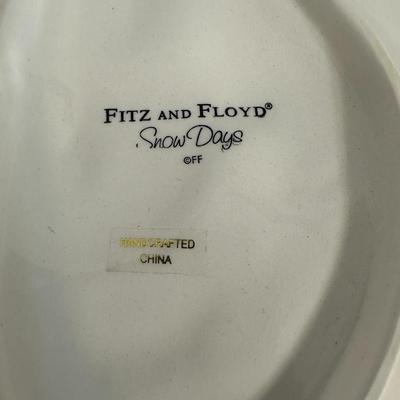 FITZ AND FLOYD®
Snow Days
©FF
HANDCRAFTED
CHINA